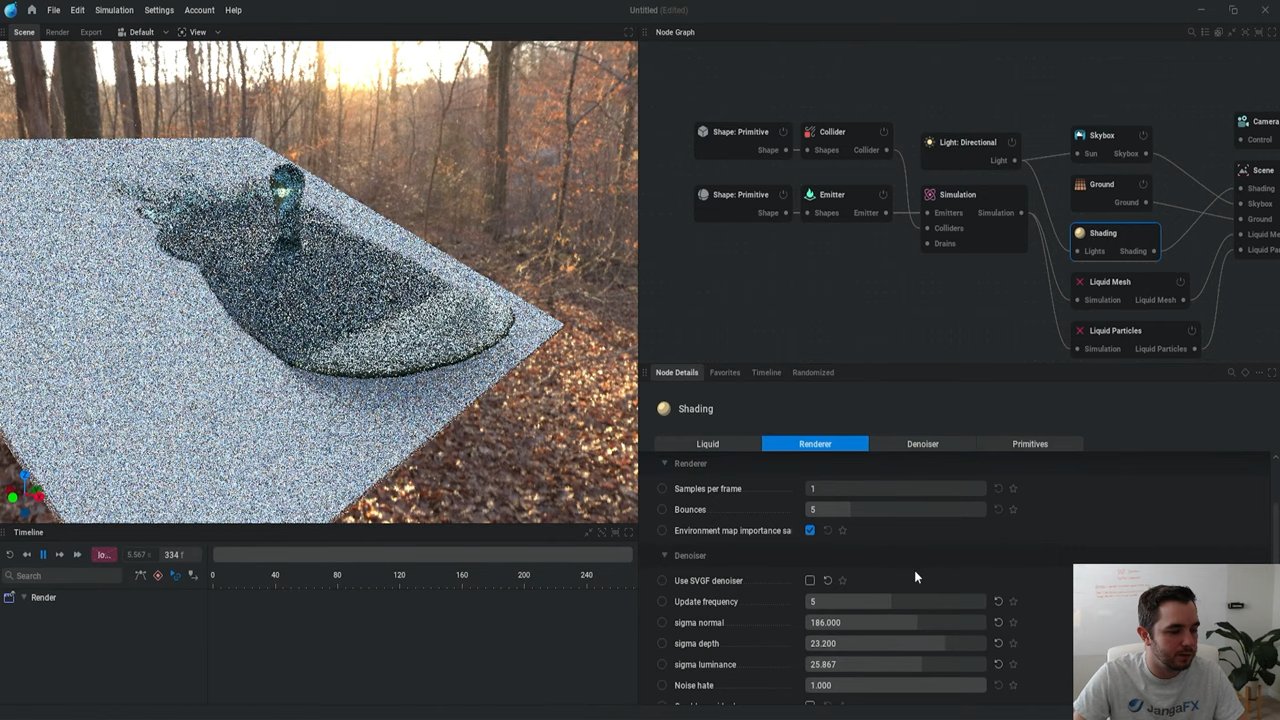 File Edit Simulation Settings Account Help
Untitled (Edited)
Scene Render Export Default View
Node Graph
Shape: Primitive
Shape
Collider
Shapes Collider
Light: Directional
Light
Skybox
Sun Skybox
Camera
Control
Shape: Primitive
Shape
Emitter
Shapes Emitter
Simulation
Emitters Simulation
Colliders
Drains
Ground
Ground
Scene
Shading
Skybox
Ground
Liquid Me
Liquid Par
Shading
Lights Shading
Liquid Mesh
Simulation Liquid Mesh
Liquid Particles
Simulation Liquid Particles
Node Details Favorites Timeline Randomized
Shading
Liquid Renderer Denoiser Primitives
Renderer
Samples per frame 1
Bounces 5
Environment map importance sa
Denoiser
Use SVGF denoiser
Update frequency 5
sigma normal 186.000
sigma depth 23.200
sigma luminance 25.867
Noise hate 1.000
Timeline
lo... 5.567 s 334 f
Search
0 40 80 120 160 200 240
Render
JangaFX